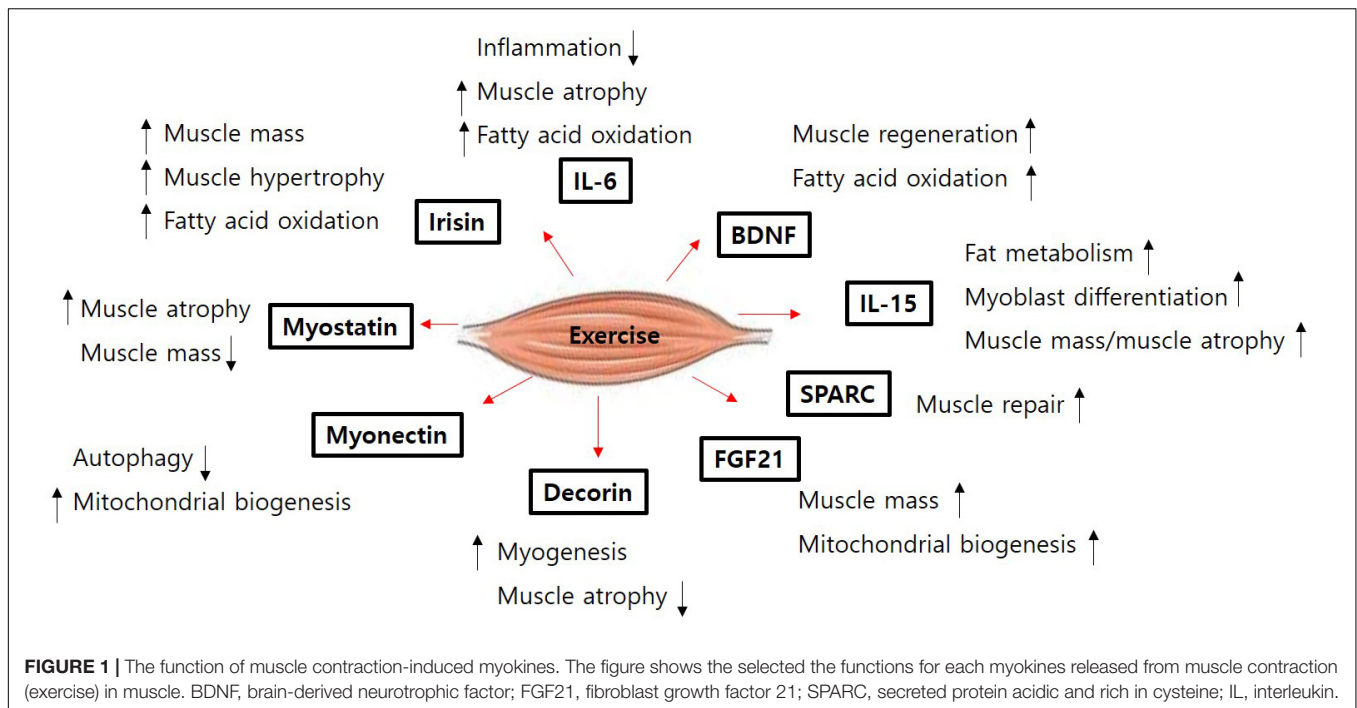 Inflammation ↓
↑ Muscle atrophy
↑ Fatty acid oxidation
IL-6
↑ Muscle mass
↑ Muscle hypertrophy
↑ Fatty acid oxidation
Irisin
Muscle regeneration ↑
Fatty acid oxidation ↑
BDNF
Fat metabolism ↑
Myoblast differentiation ↑
Muscle mass/muscle atrophy ↑
IL-15
↑ Muscle atrophy
Muscle mass ↓
Myostatin
Exercise
SPARC
Muscle repair ↑
Myonectin
Autophagy ↓
↑ Mitochondrial biogenesis
FGF21
Muscle mass ↑
Mitochondrial biogenesis ↑
Decorin
↑ Myogenesis
Muscle atrophy ↓
FIGURE 1 | The function of muscle contraction-induced myokines. The figure shows the selected the functions for each myokines released from muscle contraction
(exercise) in muscle. BDNF, brain-derived neurotrophic factor; FGF21, fibroblast growth factor 21; SPARC, secreted protein acidic and rich in cysteine; IL, interleukin.